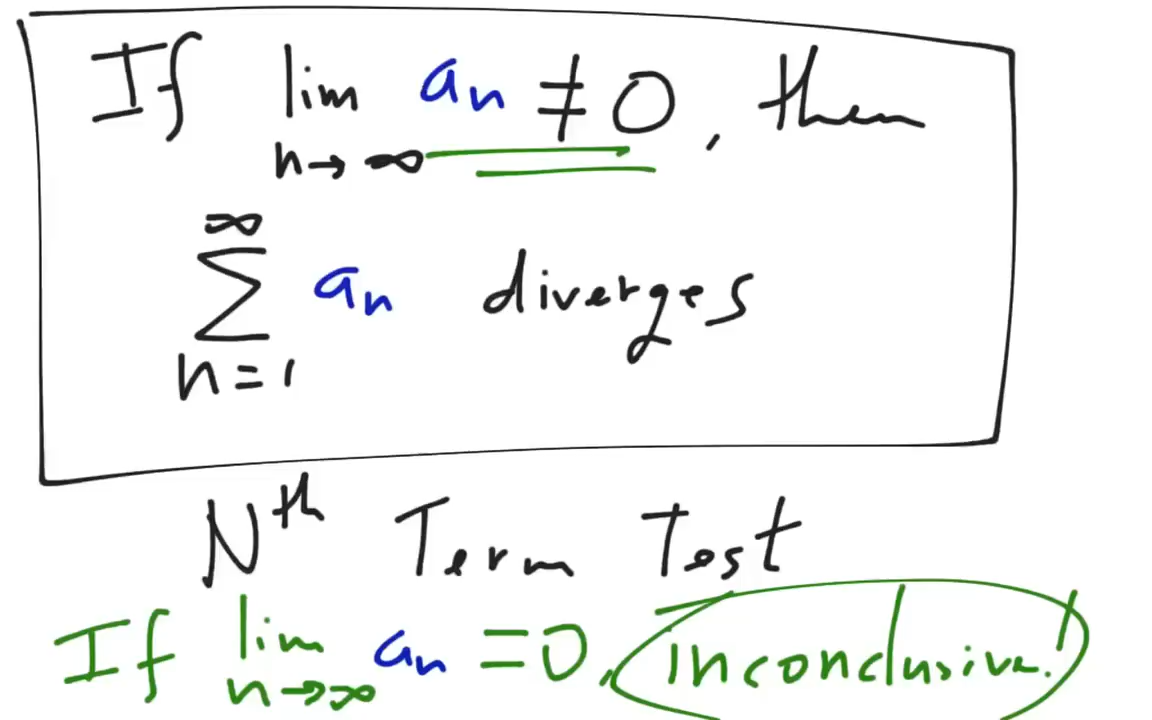 If lim aₙ ≠ 0, then
n→∞
∞
∑ aₙ diverges
n=1
Nᵗʰ Term Test
If lim aₙ =0, inconclusive!
n→∞